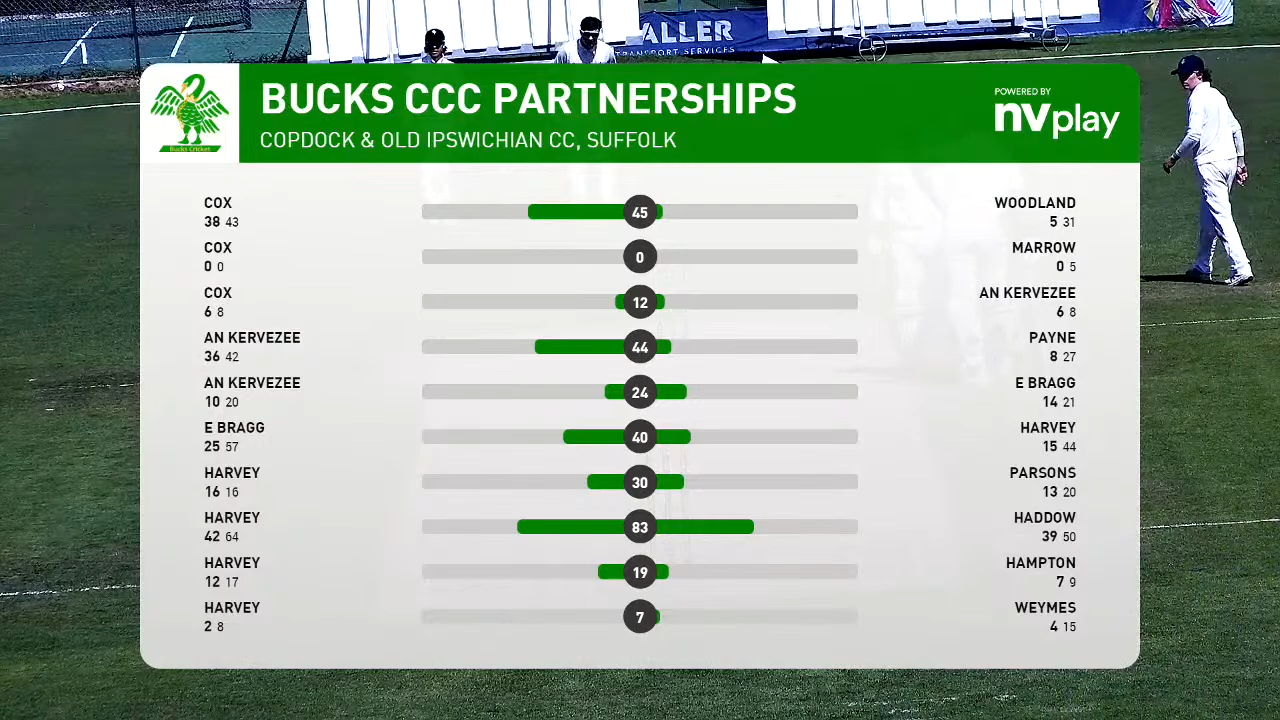 ALLER
TRANSPORT SERVICES
BUCKS CCC PARTNERSHIPS
COPDOCK & OLD IPSWICHIAN CC, SUFFOLK
POWERED BY
nvplay
Bucks Cricket
COX 45 WOODLAND
38 43 5 31
COX 0 MARROW
0 0 0 5
COX 12 AN KERVEZEE
6 8 6 8
AN KERVEZEE 44 PAYNE
36 42 8 27
AN KERVEZEE 24 E BRAGG
10 20 14 21
E BRAGG 40 HARVEY
25 57 15 44
HARVEY 30 PARSONS
16 16 13 20
HARVEY 83 HADDOW
42 64 39 50
HARVEY 19 HAMPTON
12 17 7 9
HARVEY 7 WEYMES
2 8 4 15